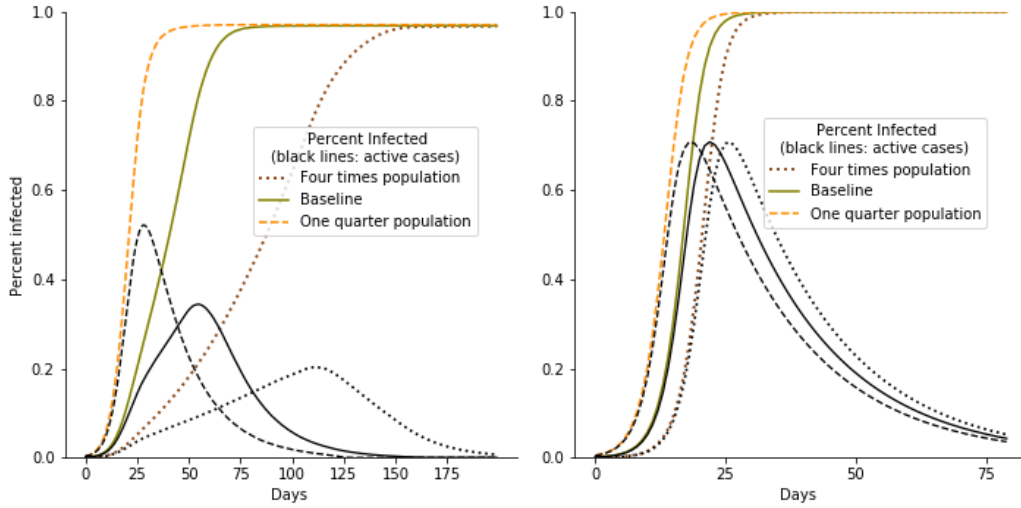 1.0
0.8
0.6
0.4
0.2
0.0
Percent infected
Percent Infected
(black lines: active cases)
Four times population
Baseline
One quarter population
0 25 50 75 100 125 150 175
Days
1.0
0.8
0.6
0.4
0.2
0.0
Percent Infected
(black lines: active cases)
Four times population
Baseline
One quarter population
0 25 50 75
Days